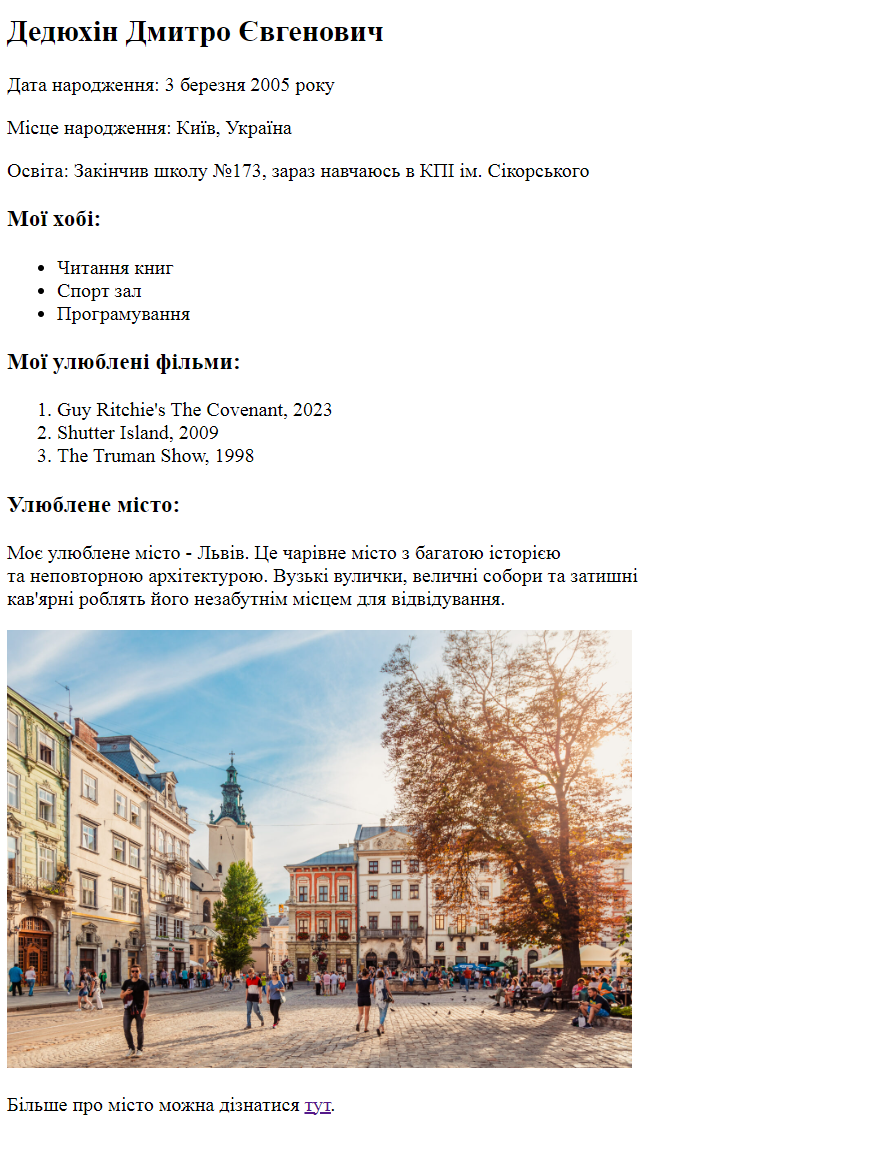 Дедюхін Дмитро Євгенович
Дата народження: 3 березня 2005 року
Місце народження: Київ, Україна
Освіта: Закінчив школу №173, зараз навчаюсь в КПІ ім. Сікорського
Мої хобі:
• Читання книг
• Спорт зал
• Програмування
Мої улюблені фільми:
1. Guy Ritchie's The Covenant, 2023
2. Shutter Island, 2009
3. The Truman Show, 1998
Улюблене місто:
Моє улюблене місто - Львів. Це чарівне місто з багатою історією
та неповторною архітектурою. Вузькі вулички, величні собори та затишні
кав'ярні роблять його незабутнім місцем для відвідування.
Більше про місто можна дізнатися тут.